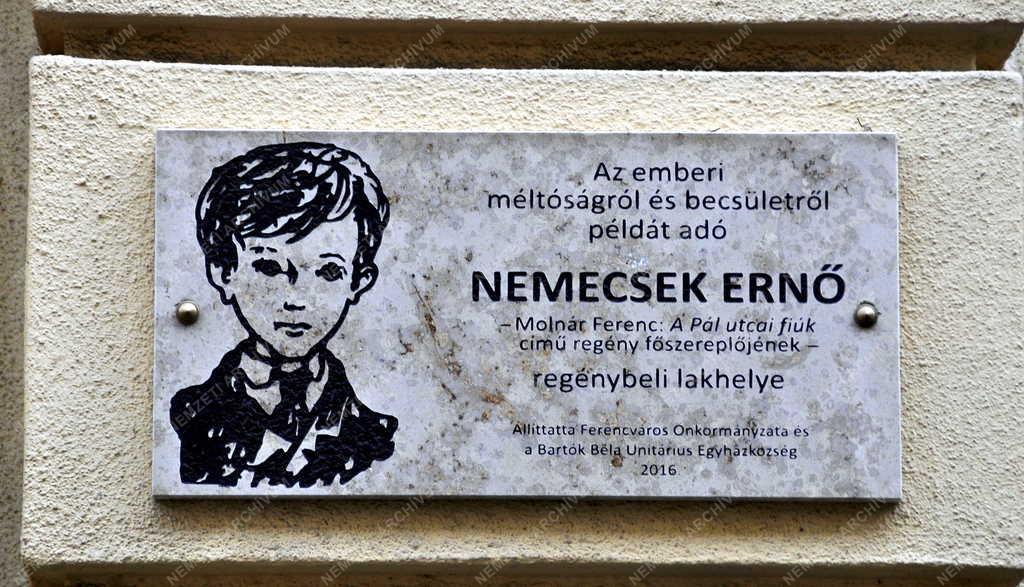 Az emberi
méltóságról és becsületről
példát adó
NEMECSEK ERNŐ
– Molnár Ferenc: A Pál utcai fiúk
című regény főszereplőjének –
regénybeli lakhelye
Állíttatta Ferencváros Önkormányzata és
a Bartók Béla Unitárius Egyházközség
2016